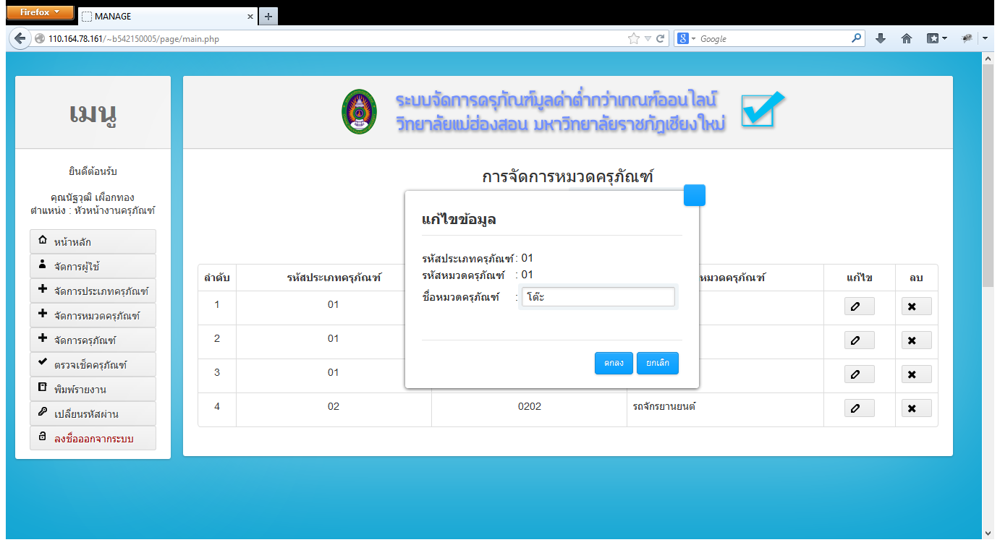 Firefox
MANAGE
110.164.78.161/~b542150005/page/main.php
Google
เมนู
ระบบจัดการครุภัณฑ์มูลค่าต่ำกว่าเกณฑ์ออนไลน์
วิทยาลัยแม่ฮ่องสอน มหาวิทยาลัยราชภัฏเชียงใหม่
ยินดีต้อนรับ
คุณนัฐวุฒิ เผือกทอง
ตำแหน่ง : หัวหน้างานครุภัณฑ์
หน้าหลัก
จัดการผู้ใช้
จัดการประเภทครุภัณฑ์
จัดการหมวดครุภัณฑ์
จัดการครุภัณฑ์
ตรวจเช็คครุภัณฑ์
พิมพ์รายงาน
เปลี่ยนรหัสผ่าน
ลงชื่อออกจากระบบ
การจัดการหมวดครุภัณฑ์
แก้ไขข้อมูล
รหัสประเภทครุภัณฑ์ : 01
รหัสหมวดครุภัณฑ์ : 01
ชื่อหมวดครุภัณฑ์ : โต๊ะ
ตกลง ยกเลิก
ลำดับ รหัสประเภทครุภัณฑ์ หมวดครุภัณฑ์ แก้ไข ลบ
1 01
2 01
3 01
4 02 0202 รถจักรยานยนต์